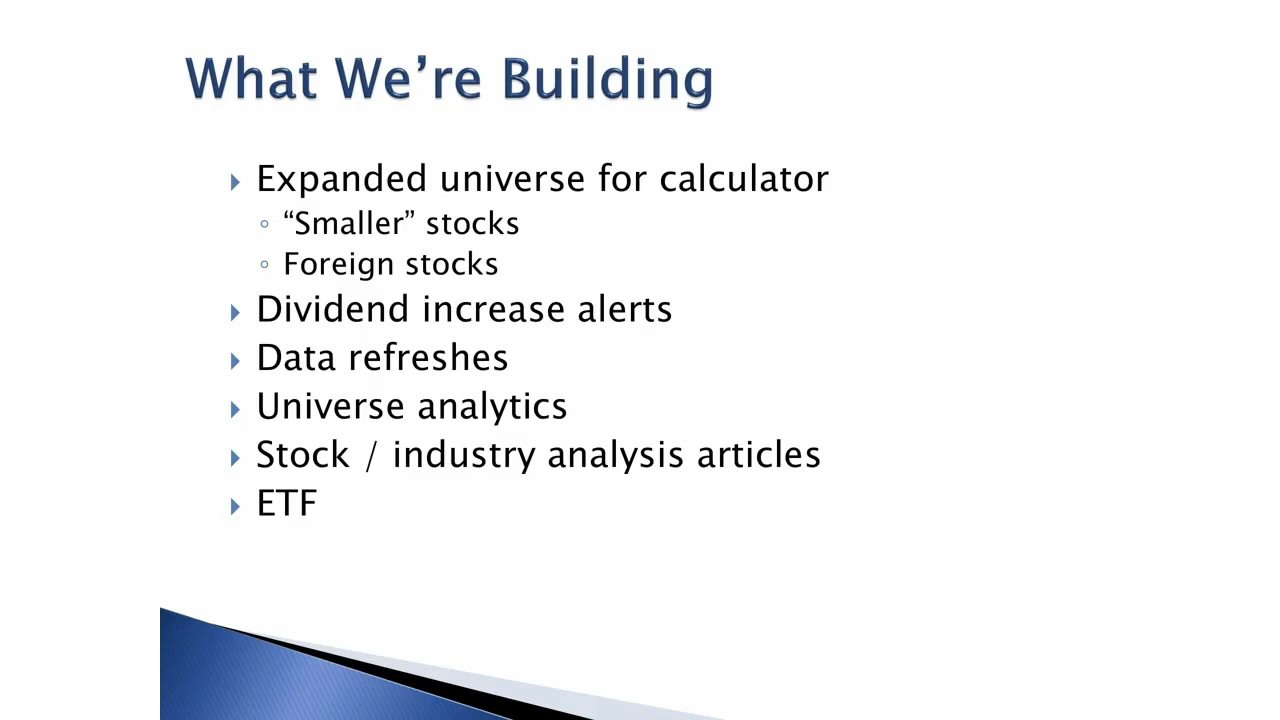 What We’re Building
Expanded universe for calculator
“Smaller” stocks
Foreign stocks
Dividend increase alerts
Data refreshes
Universe analytics
Stock / industry analysis articles
ETF